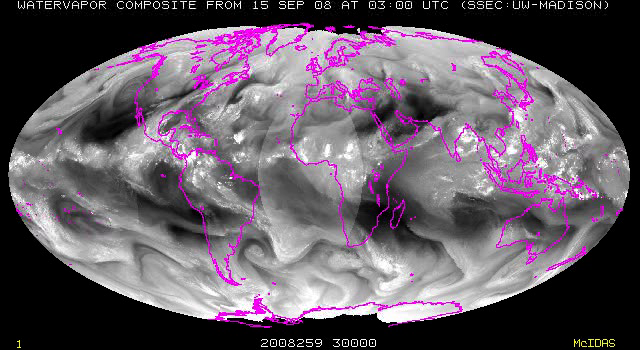 WATERVAPOR COMPOSITE FROM 15 SEP 08 AT 03:00 UTC (SSEC:UW-MADISON)
1 2008259 30000 McIDAS